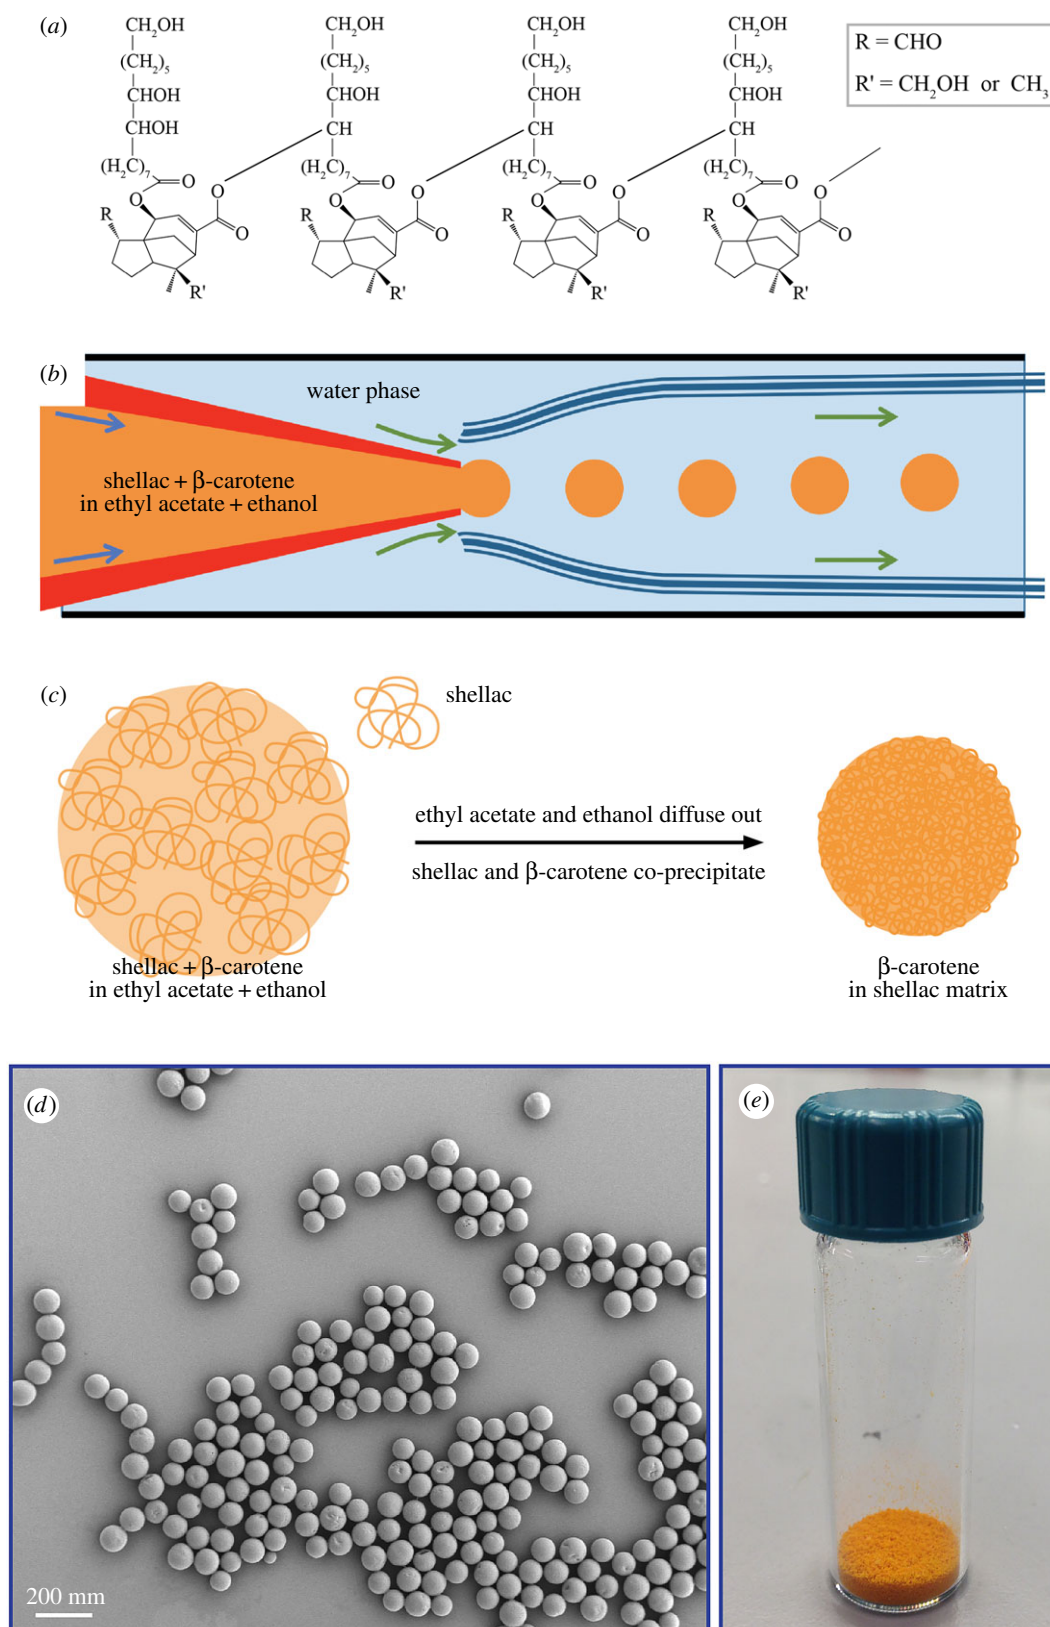 (a)
CH₂OH CH₂OH CH₂OH CH₂OH
(CH₂)₅ (CH₂)₅ (CH₂)₅ (CH₂)₅
CHOH CHOH CHOH CHOH
CHOH CH CH CH
(H₂C)₇ (H₂C)₇ (H₂C)₇ (H₂C)₇
O O O O
O O O O
O O O O
R R R R
O O O O
R' R' R' R'
R = CHO
R' = CH₂OH or CH₃
(b)
water phase
shellac + β-carotene
in ethyl acetate + ethanol
(c)
shellac
ethyl acetate and ethanol diffuse out
shellac and β-carotene co-precipitate
shellac + β-carotene
in ethyl acetate + ethanol
β-carotene
in shellac matrix
(d)
200 mm
(e)